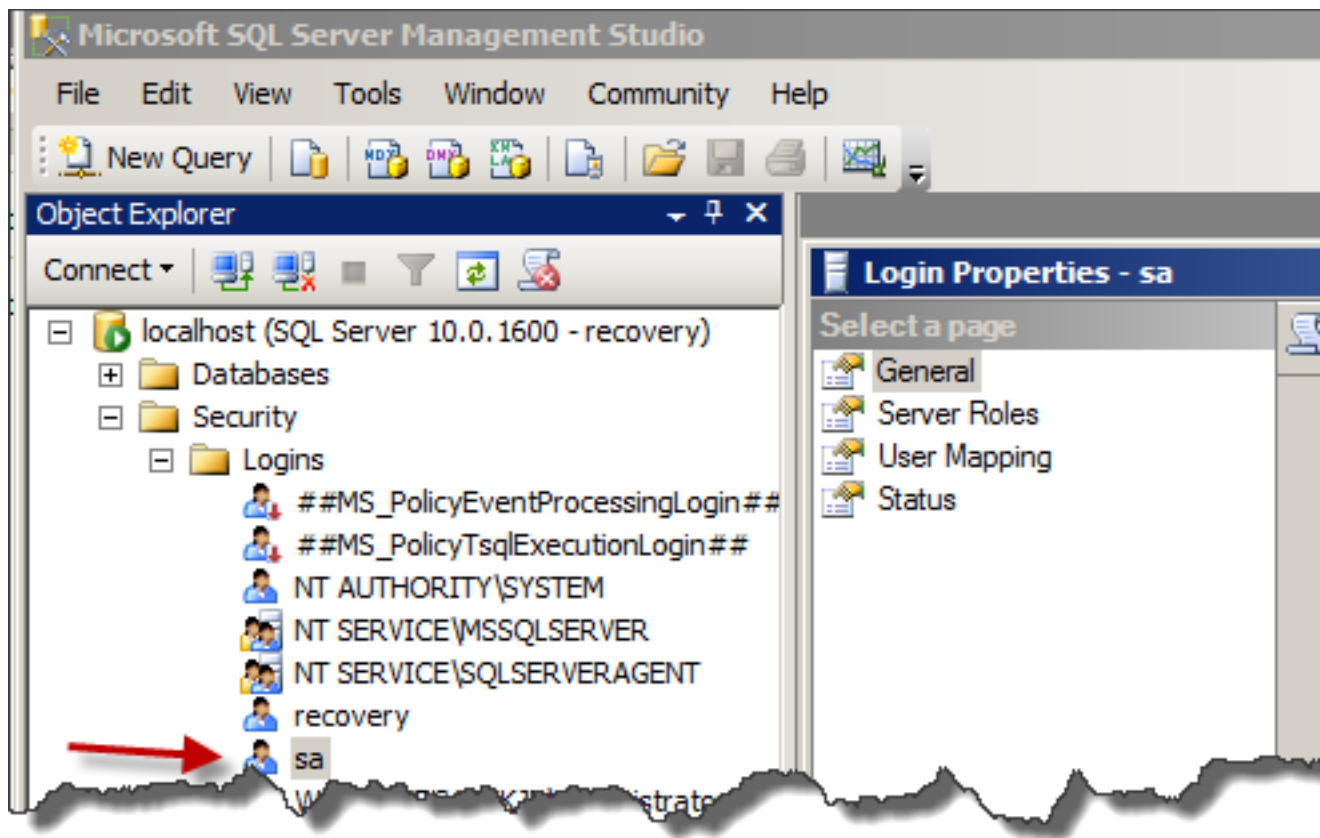 Microsoft SQL Server Management Studio
File Edit View Tools Window Community Help
New Query MDX DMX
Object Explorer
Connect
Login Properties - sa
localhost (SQL Server 10.0.1600 - recovery)
Select a page
Databases
General
Security
Server Roles
Logins
User Mapping
##MS_PolicyEventProcessingLogin##
Status
##MS_PolicyTsqlExecutionLogin##
NT AUTHORITY\SYSTEM
NT SERVICE\MSSQLSERVER
NT SERVICE\SQLSERVERAGENT
recovery
sa